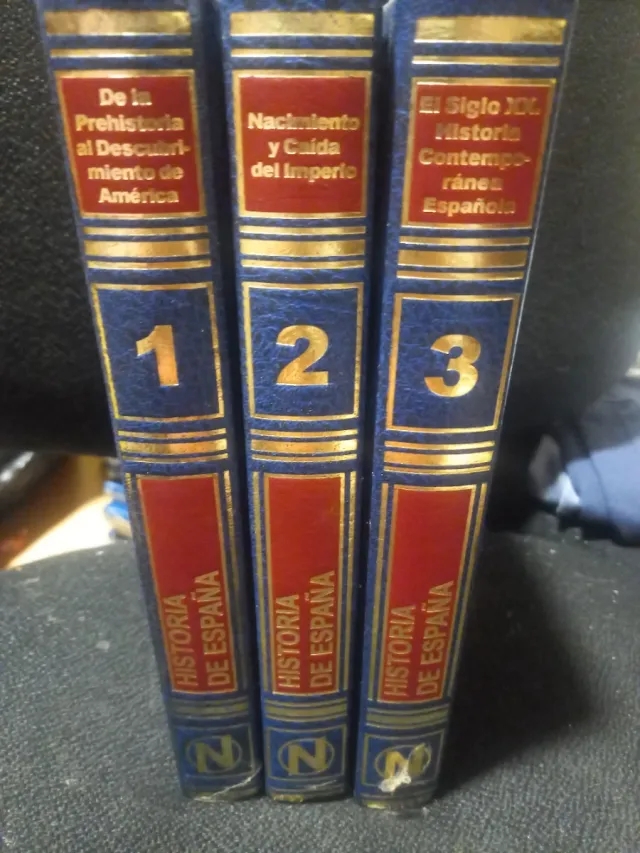 De la
Prehistoria
al Descubri-
miento de
América
1
HISTORIA
DE ESPAÑA
N
Nacimiento
y Caída
del Imperio
2
HISTORIA
DE ESPAÑA
N
El Siglo XX.
Historia
Contempo-
ránea
Española
3
HISTORIA
DE ESPAÑA
N